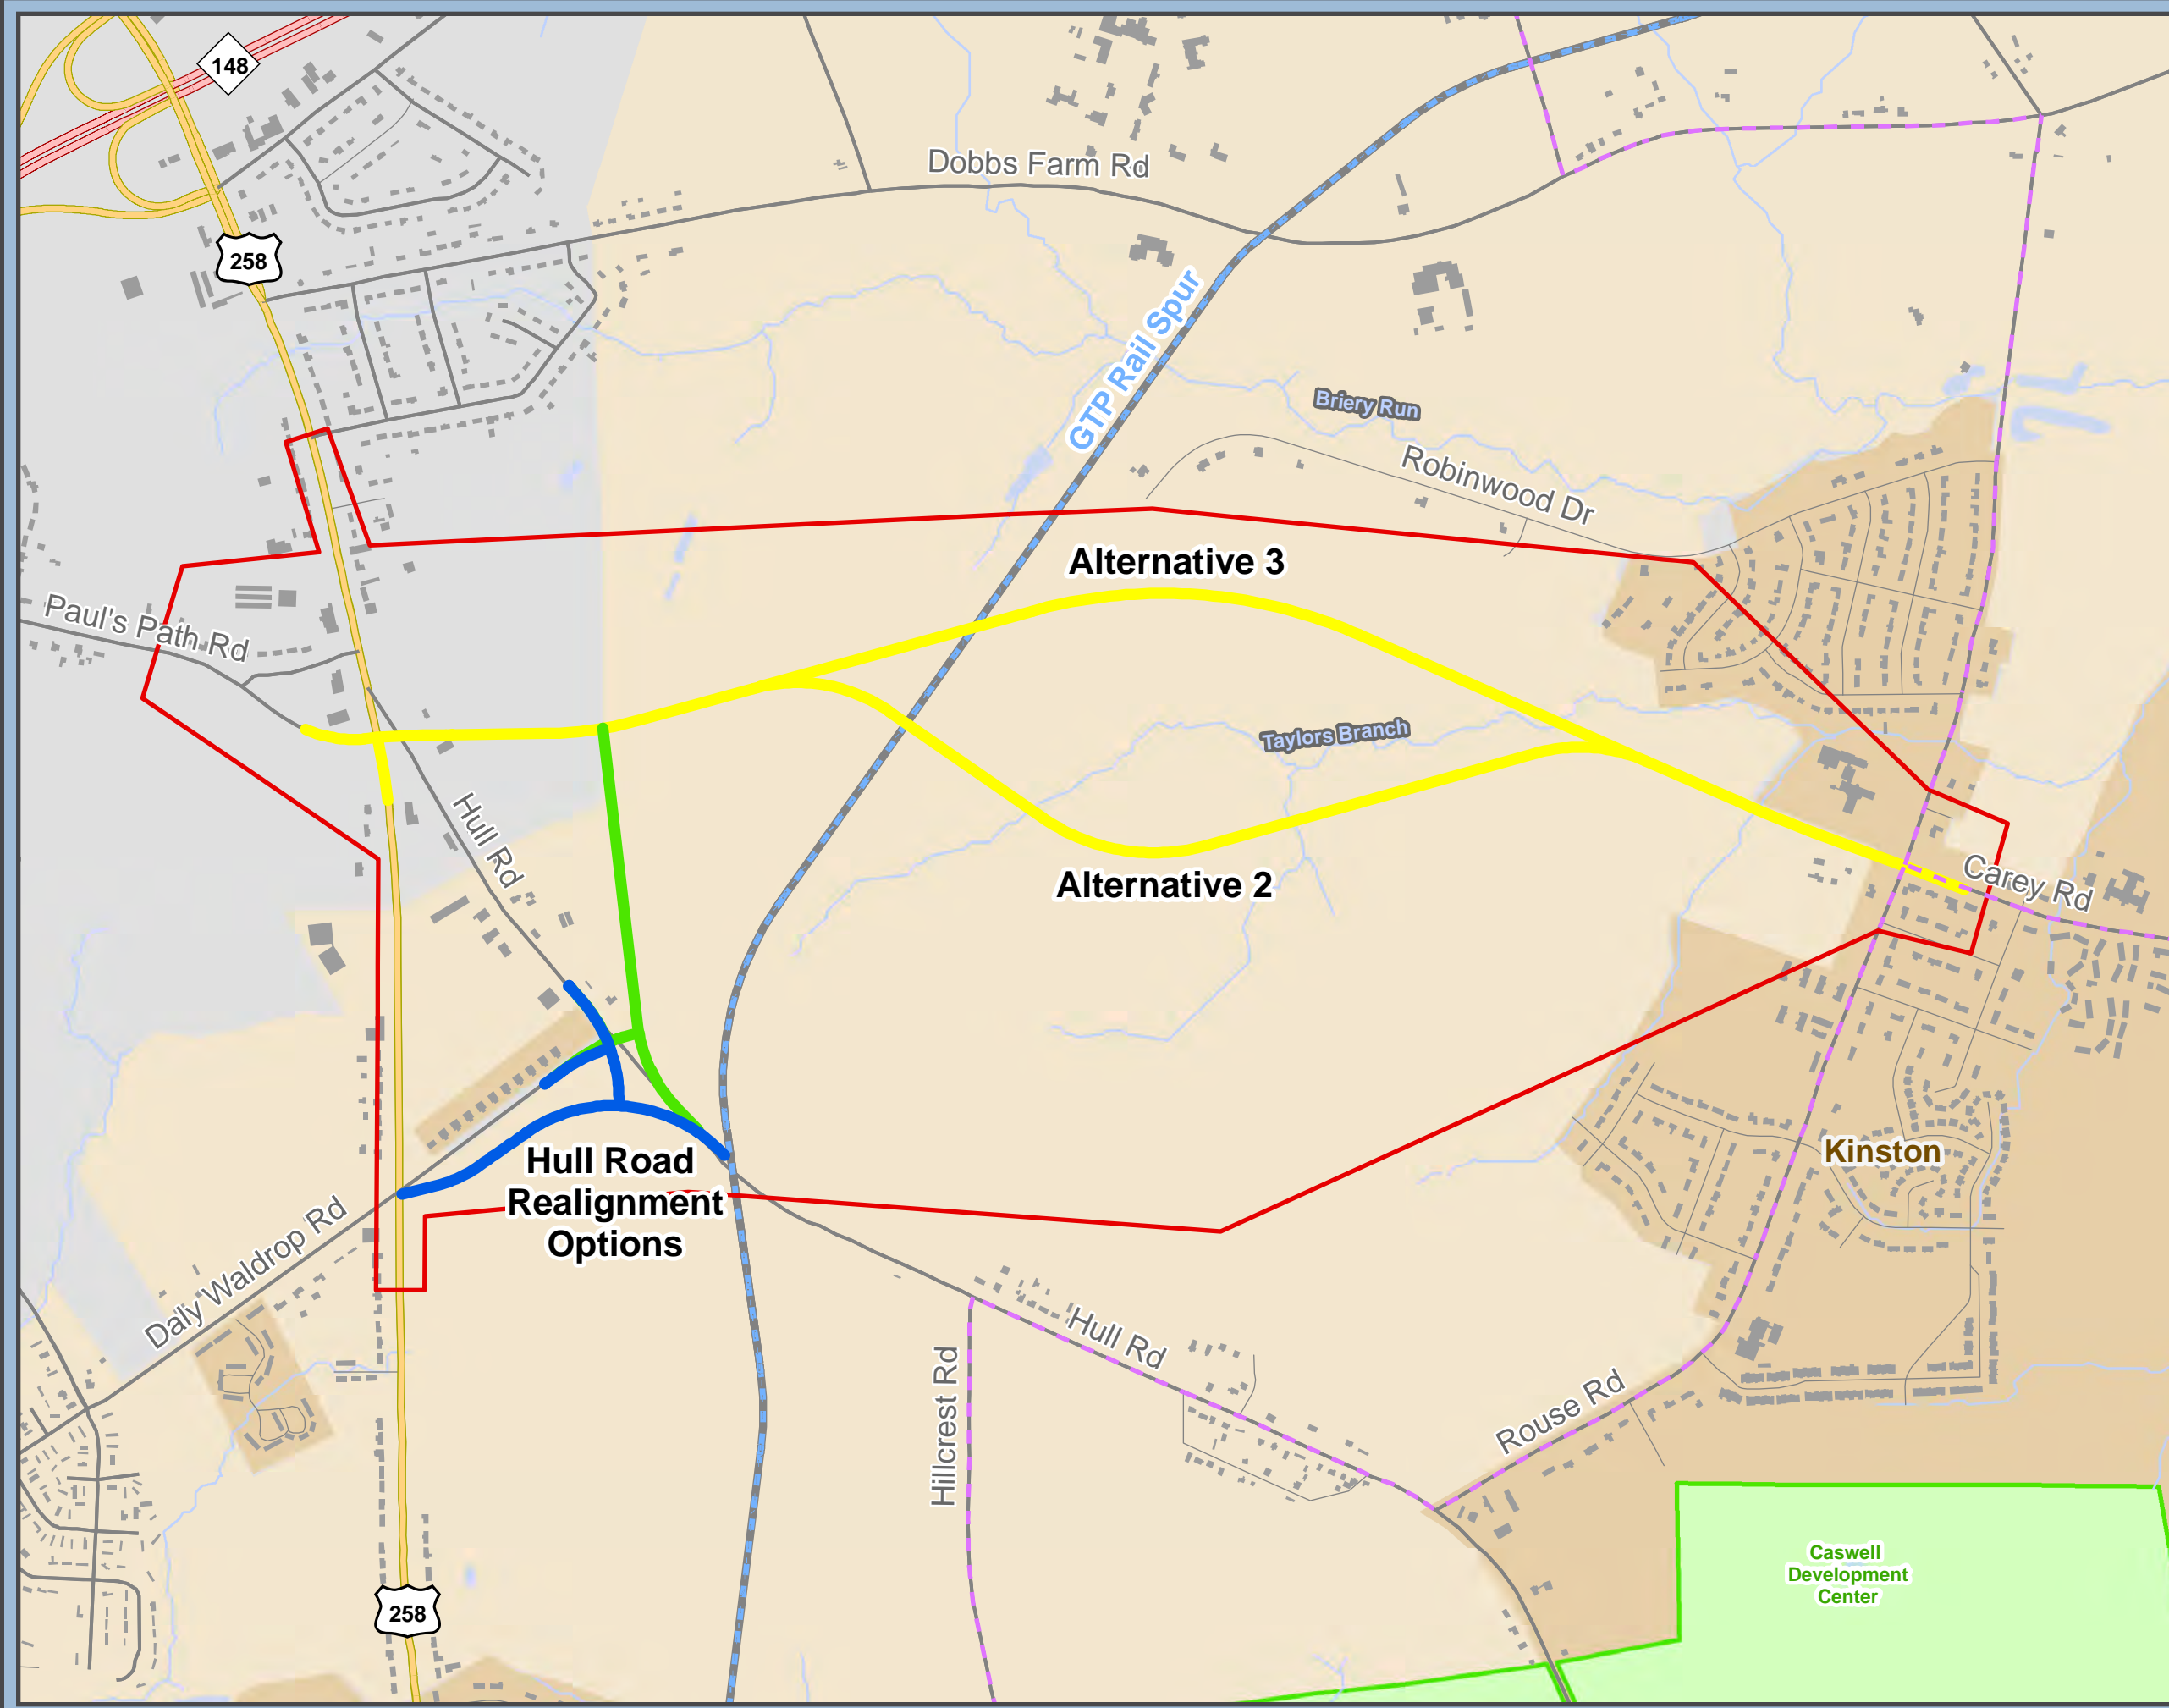 148
Dobbs Farm Rd
258
GTP Rail Spur
Briery Run
Robinwood Dr
Alternative 3
Paul's Path Rd
Taylors Branch
Hull Rd
Alternative 2
Carey Rd
Hull Road
Realignment
Options
Kinston
Daly Waldrop Rd
Hull Rd
Hillcrest Rd
Rouse Rd
Caswell
Development
Center
258